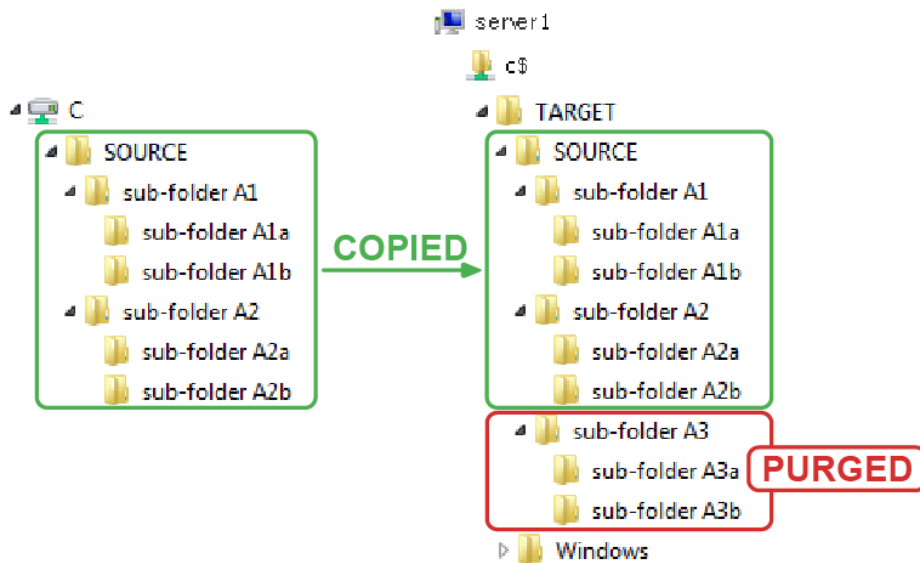 server1
c$
C
TARGET
SOURCE
SOURCE
sub-folder A1
sub-folder A1
sub-folder A1a
sub-folder A1a
COPIED
sub-folder A1b
sub-folder A1b
sub-folder A2
sub-folder A2
sub-folder A2a
sub-folder A2a
sub-folder A2b
sub-folder A2b
sub-folder A3
sub-folder A3a
PURGED
sub-folder A3b
Windows